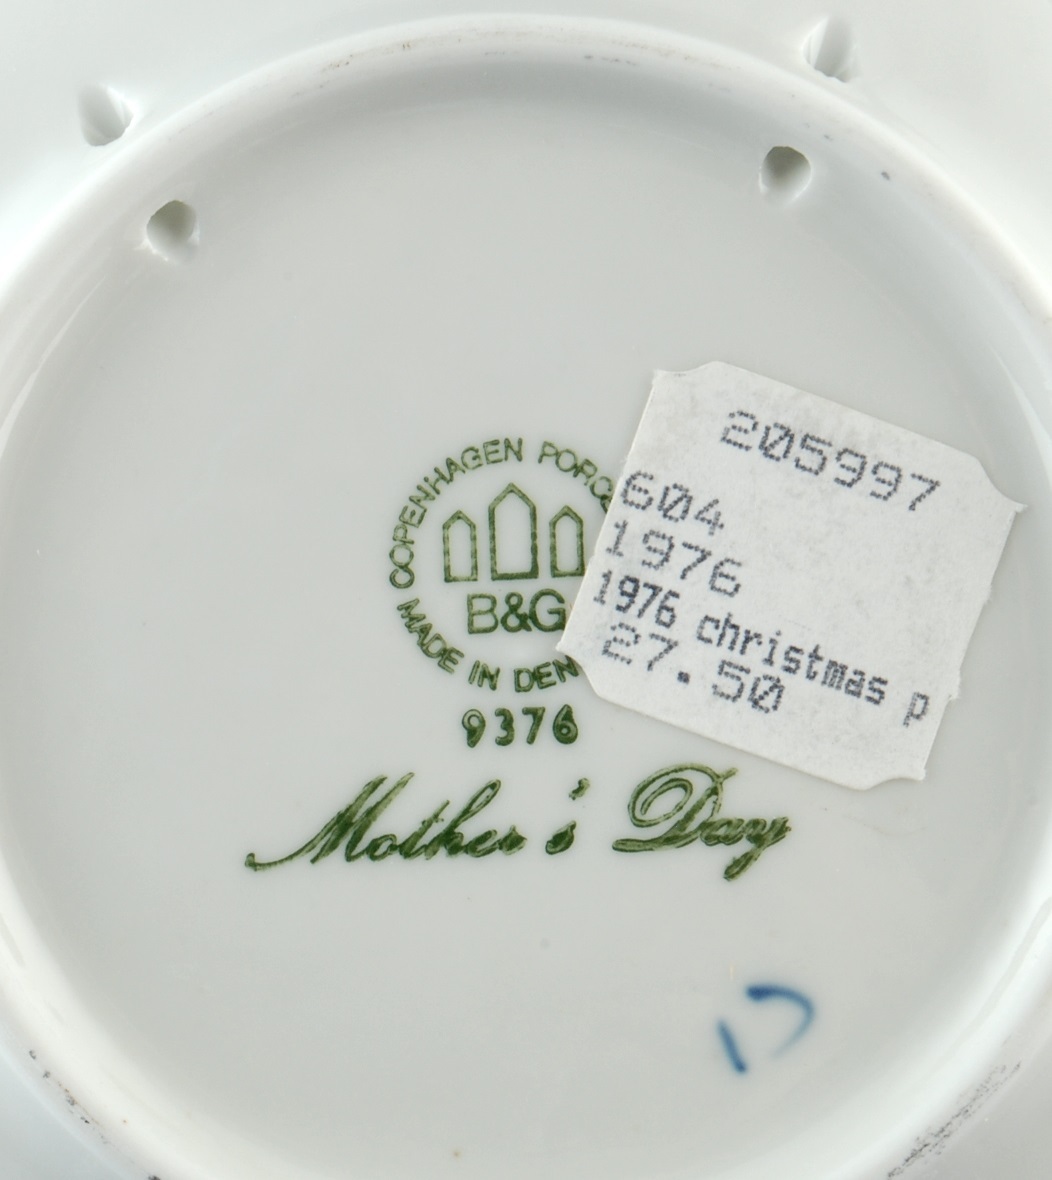 COPENHAGEN PORC
B&G
MADE IN DEN
9376
Mother's Day
205997
604
1976
1976 christmas p
27.50